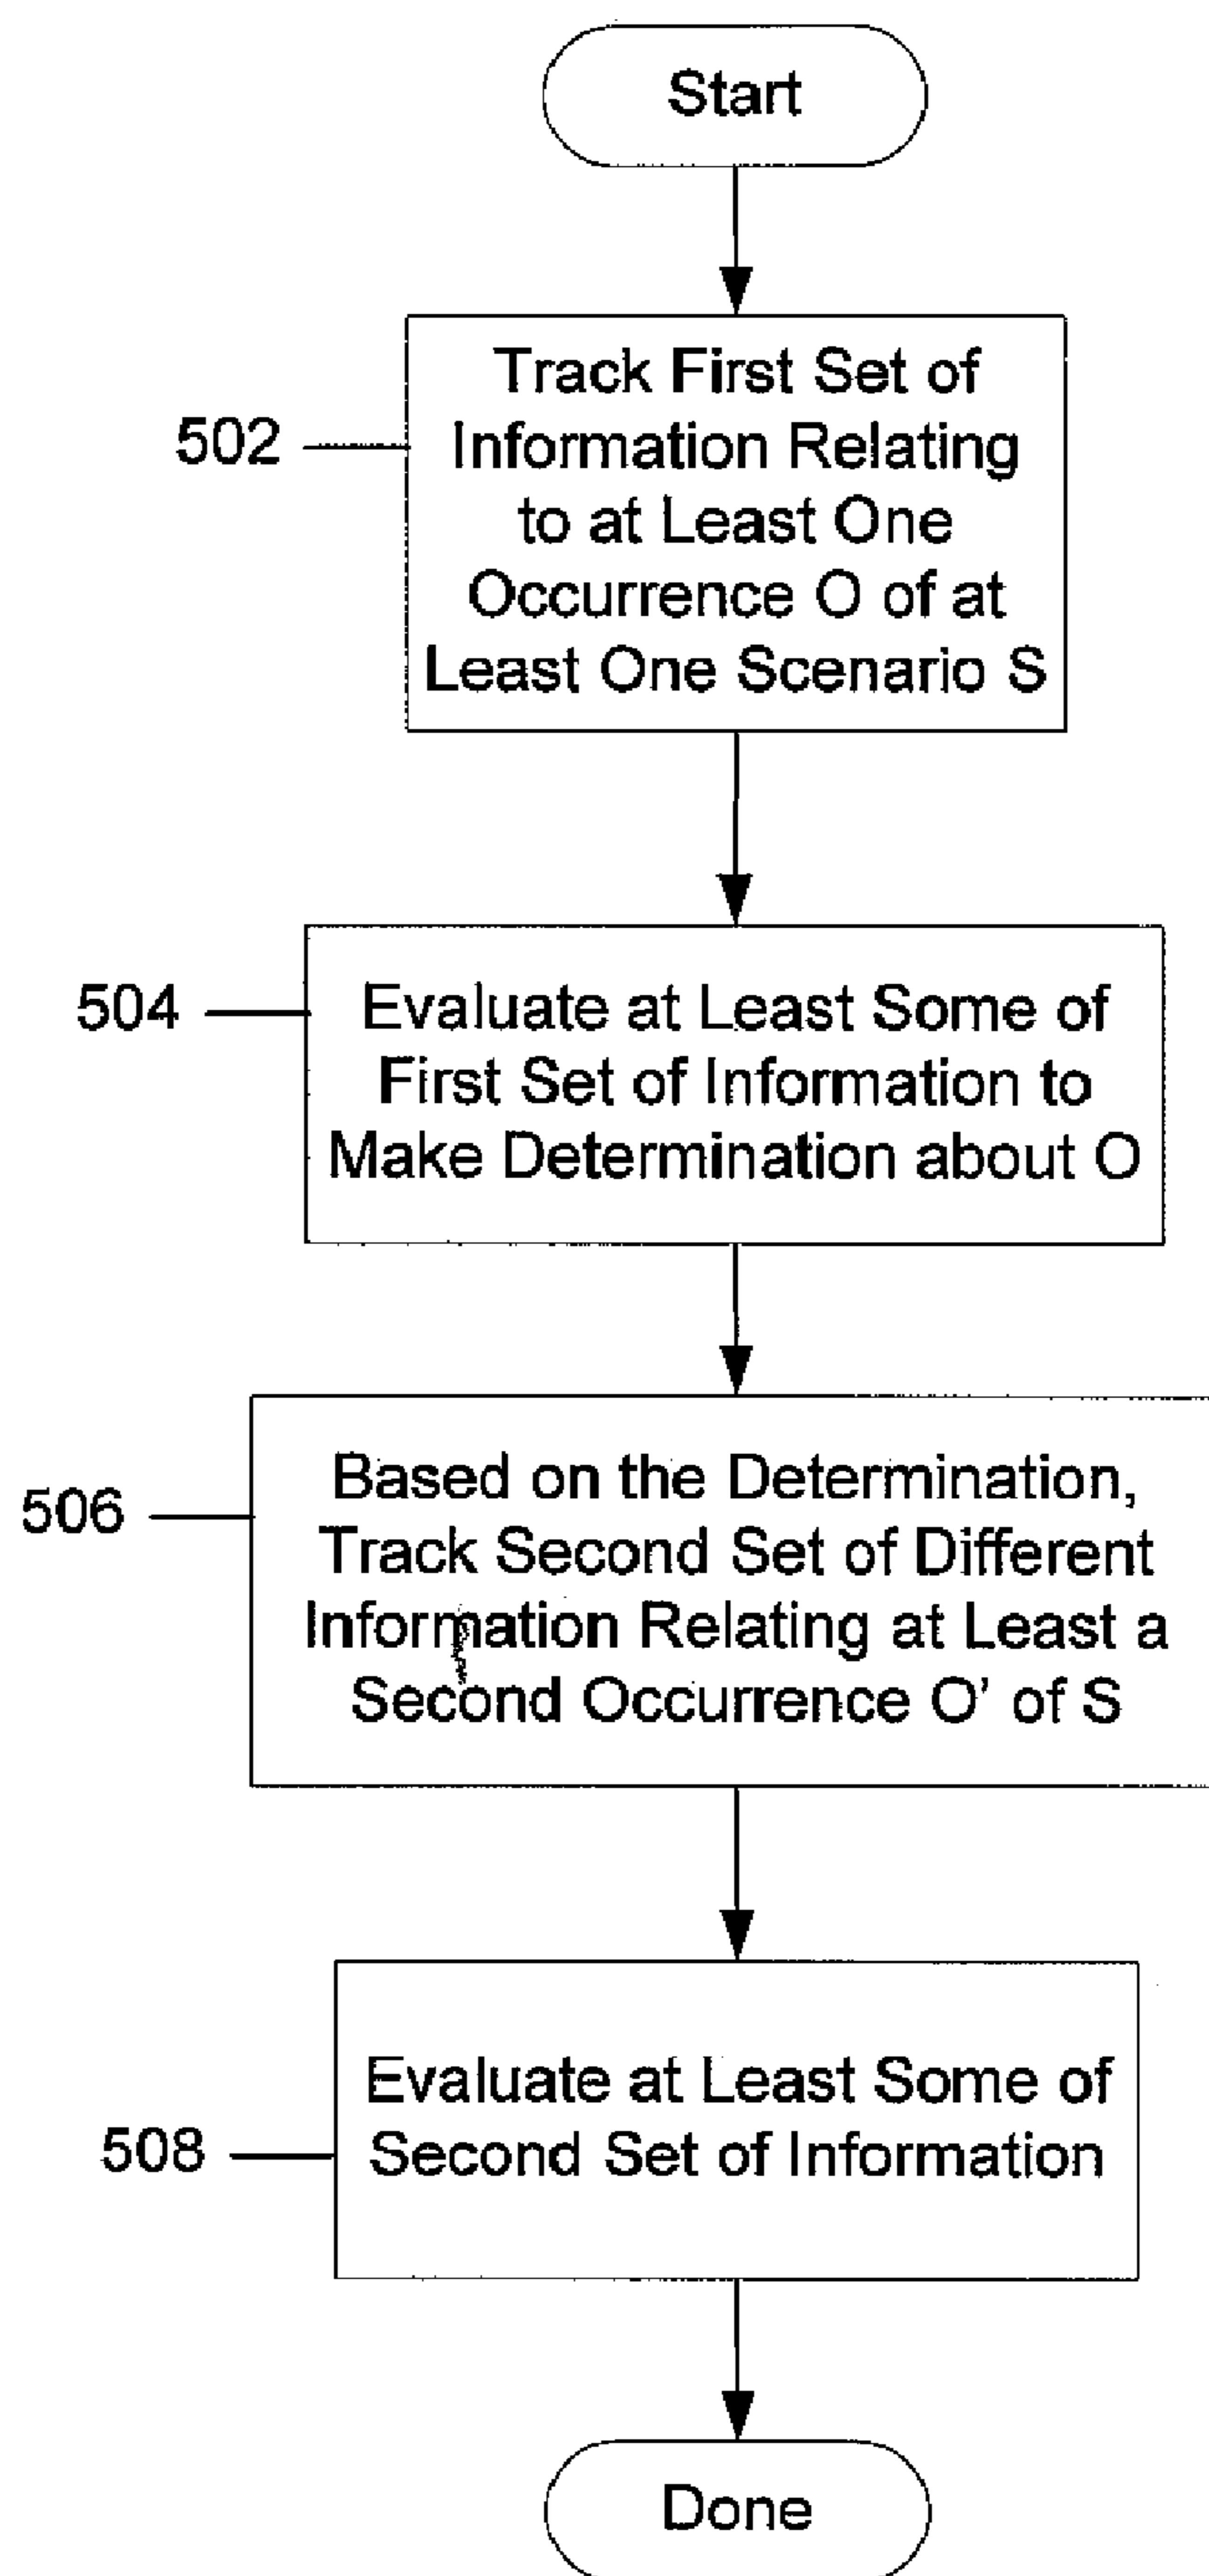 Start
502
Track First Set of
Information Relating
to at Least One
Occurrence O of at
Least One Scenario S
504
Evaluate at Least Some of
First Set of Information to
Make Determination about O
506
Based on the Determination,
Track Second Set of Different
Information Relating at Least a
Second Occurrence O' of S
508
Evaluate at Least Some of
Second Set of Information
Done